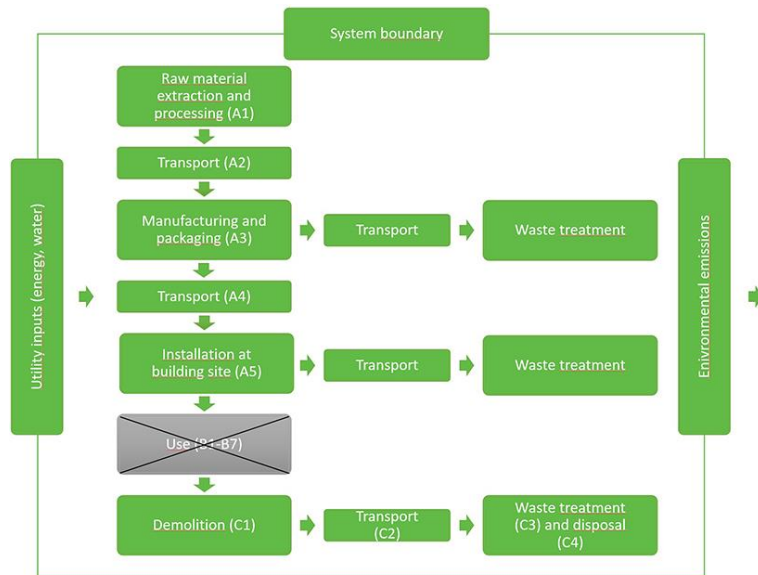 System boundary
Raw material
extraction and
processing (A1)
Transport (A2)
Manufacturing and
packaging (A3)
Transport
Waste treatment
Transport (A4)
Installation at
building site (A5)
Transport
Waste treatment
Use (B1-B7)
Demolition (C1)
Transport
(C2)
Waste treatment
(C3) and disposal
(C4)
Utility inputs (energy, water)
Enivronmental emissions